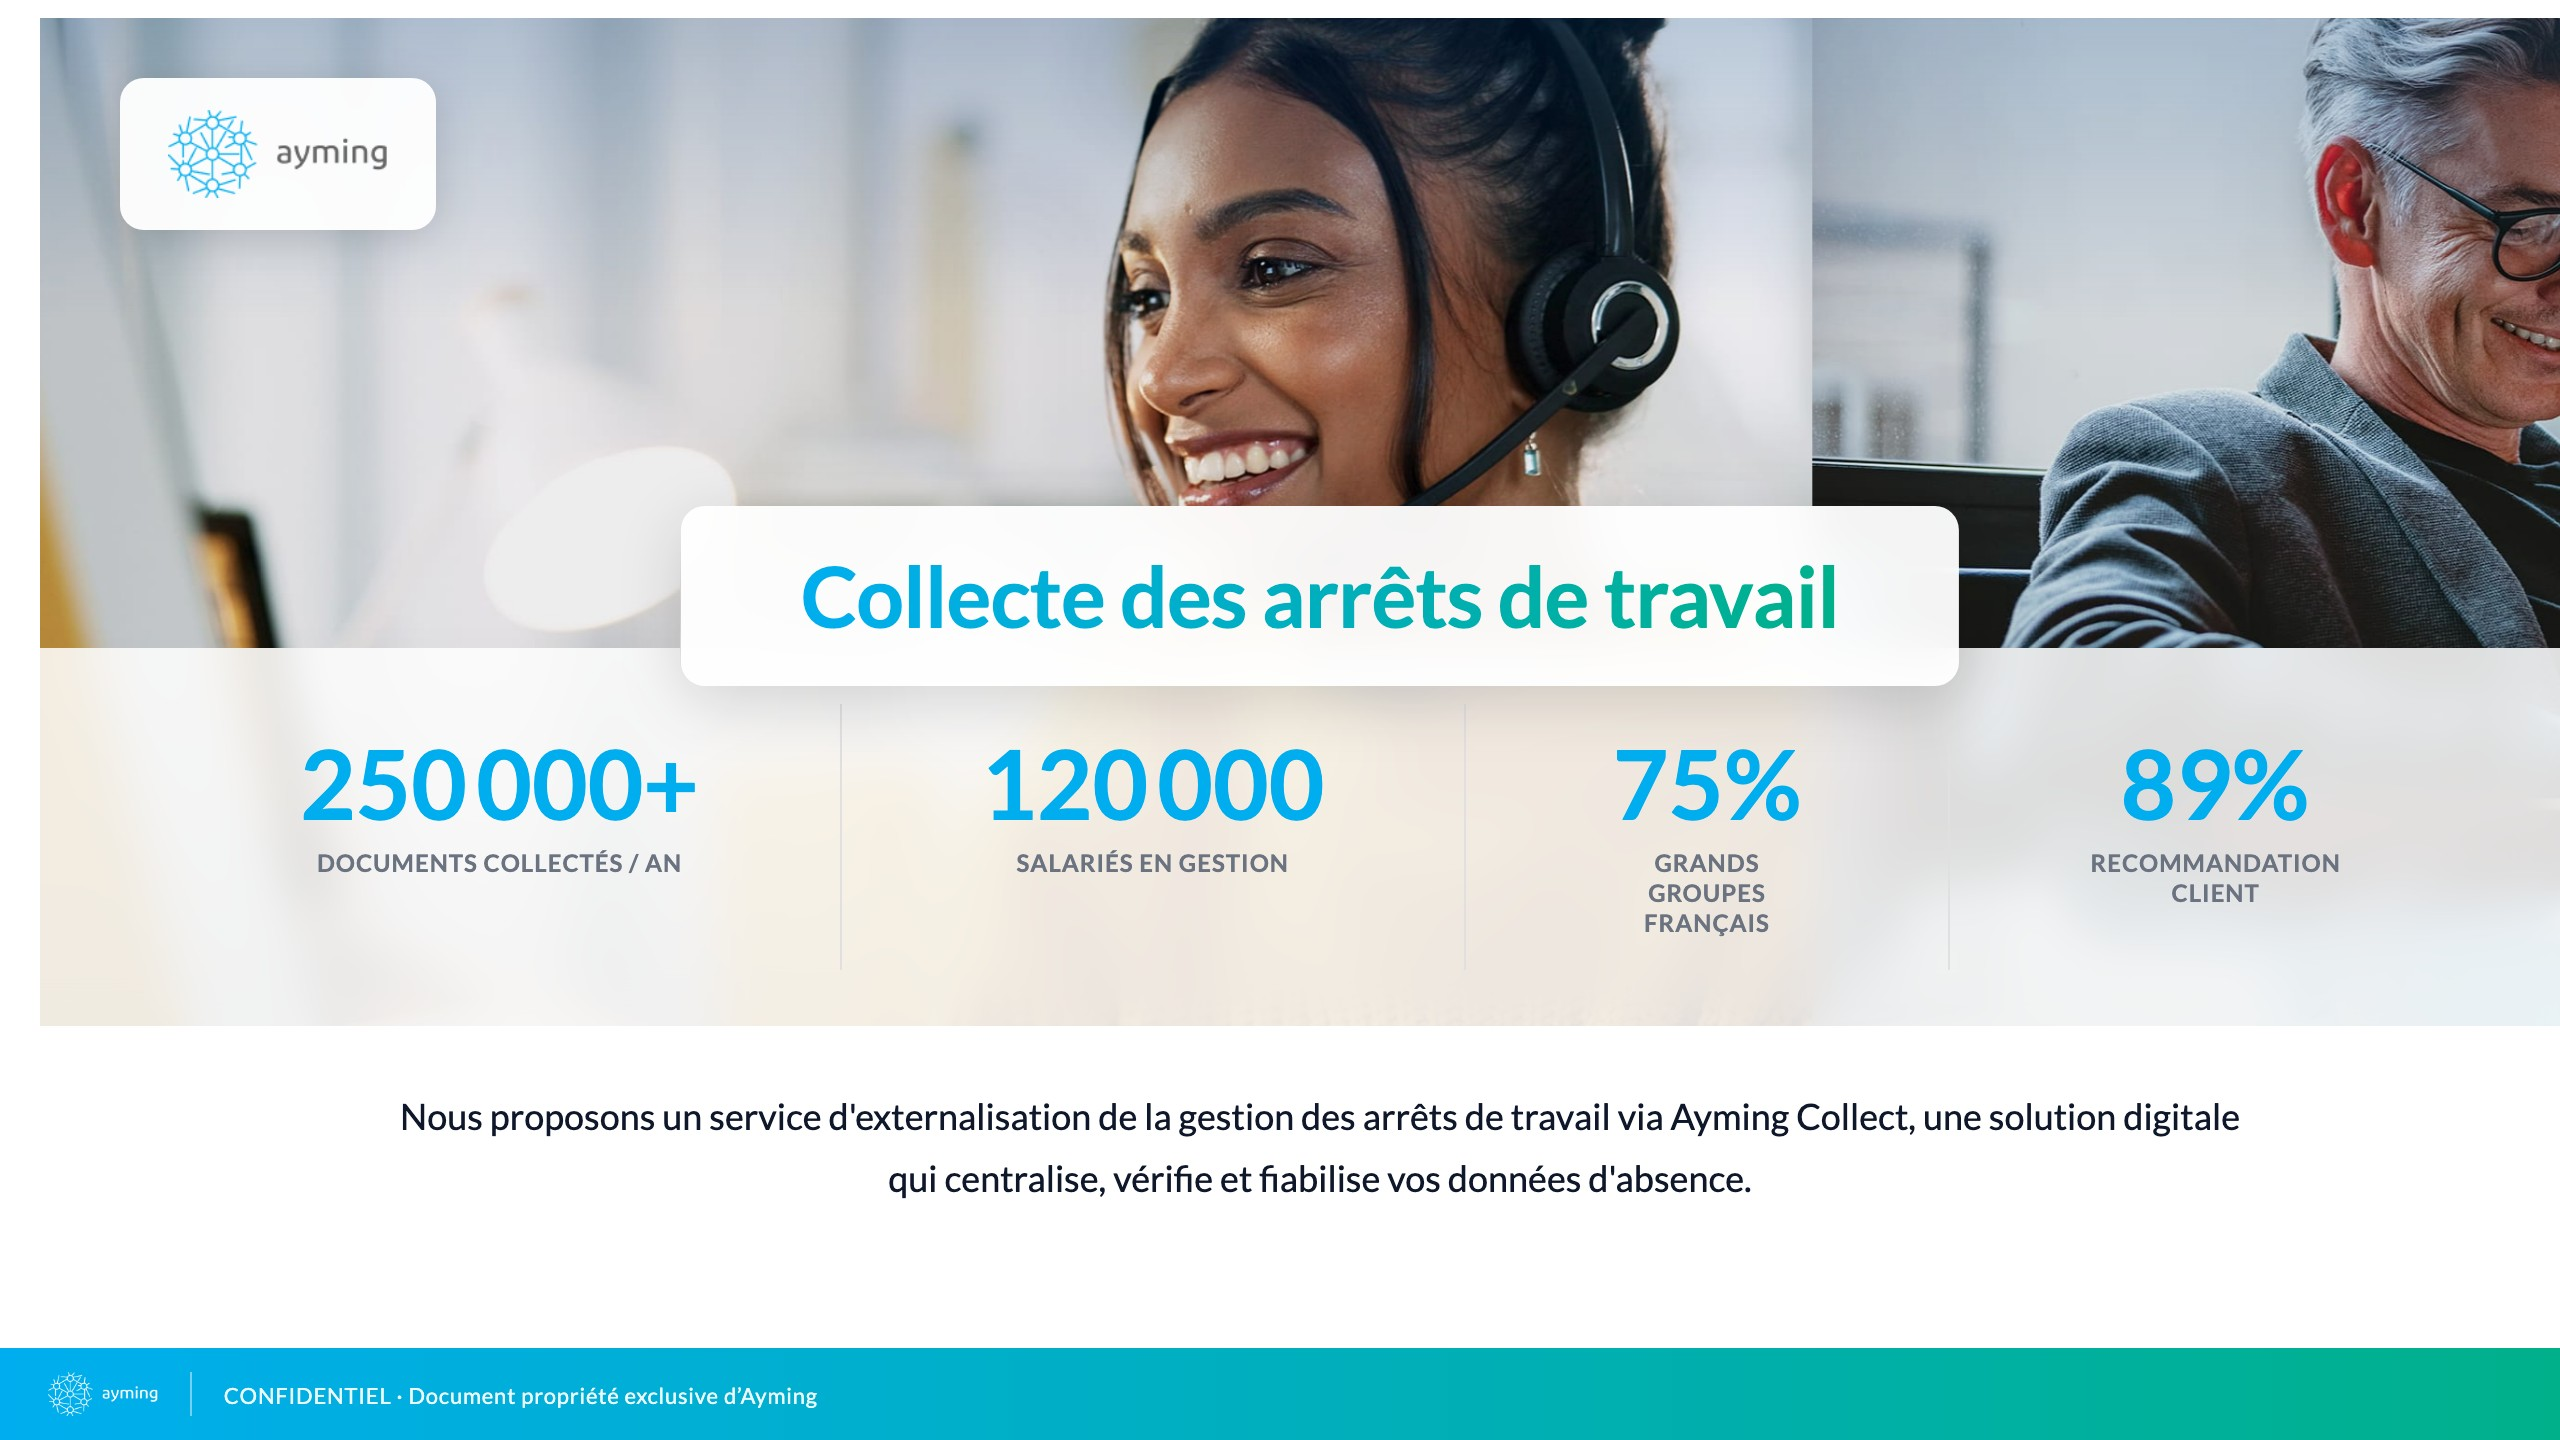 ayming
Collecte des arrêts de travail
250 000+
DOCUMENTS COLLECTÉS / AN
120 000
SALARIÉS EN GESTION
75%
GRANDS
GROUPES
FRANÇAIS
89%
RECOMMANDATION
CLIENT
Nous proposons un service d'externalisation de la gestion des arrêts de travail via Ayming Collect, une solution digitale
qui centralise, vérifie et fiabilise vos données d'absence.
ayming
CONFIDENTIEL · Document propriété exclusive d’Ayming